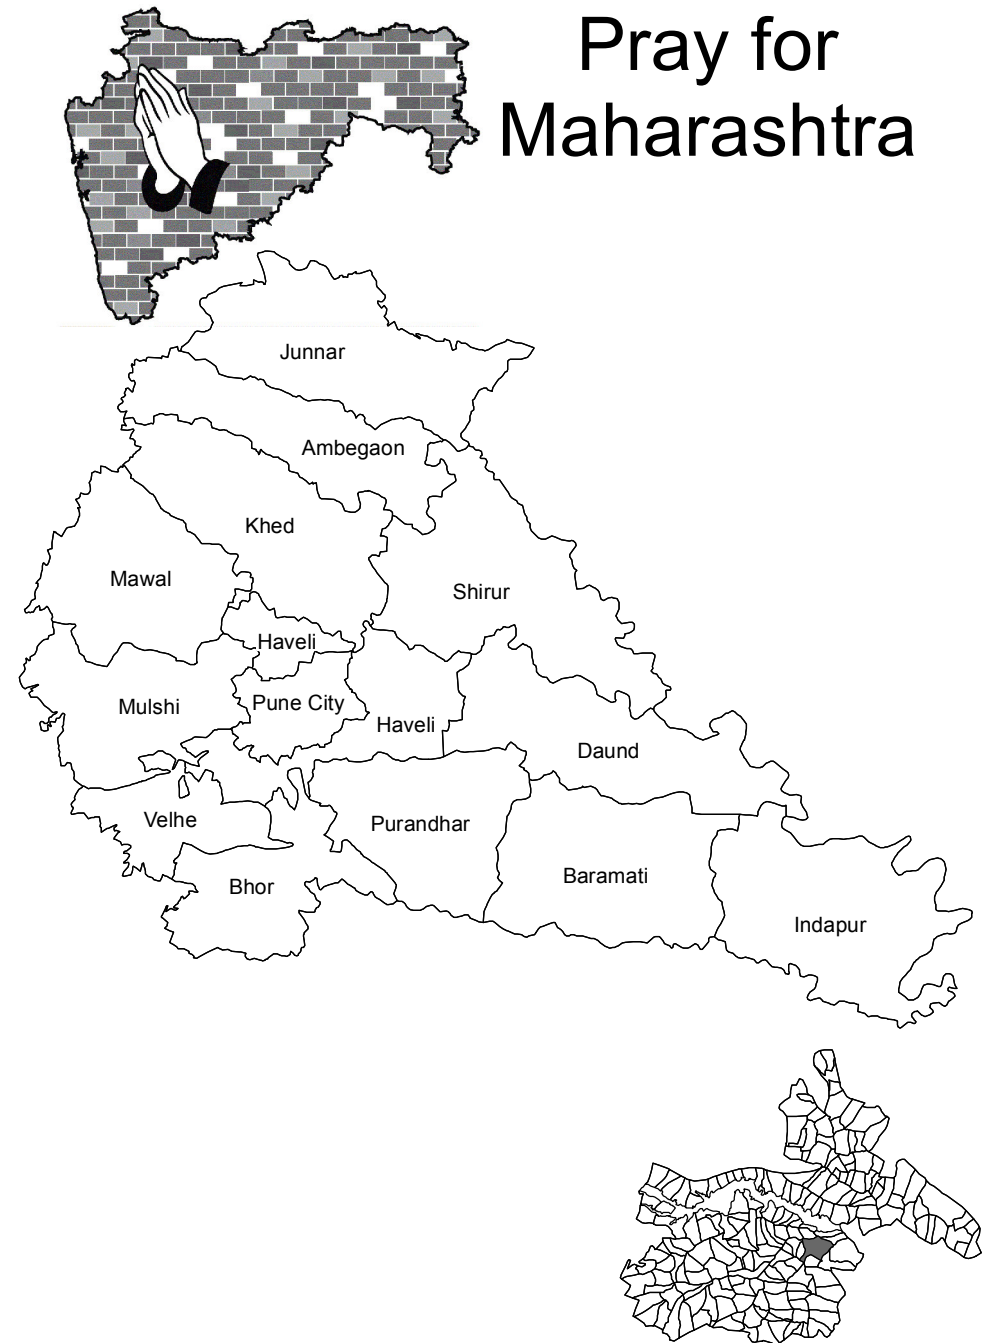 Pray for
Maharashtra
Junnar
Ambegaon
Khed
Mawal
Shirur
Haveli
Mulshi
Pune City
Haveli
Daund
Velhe
Purandhar
Bhor
Baramati
Indapur